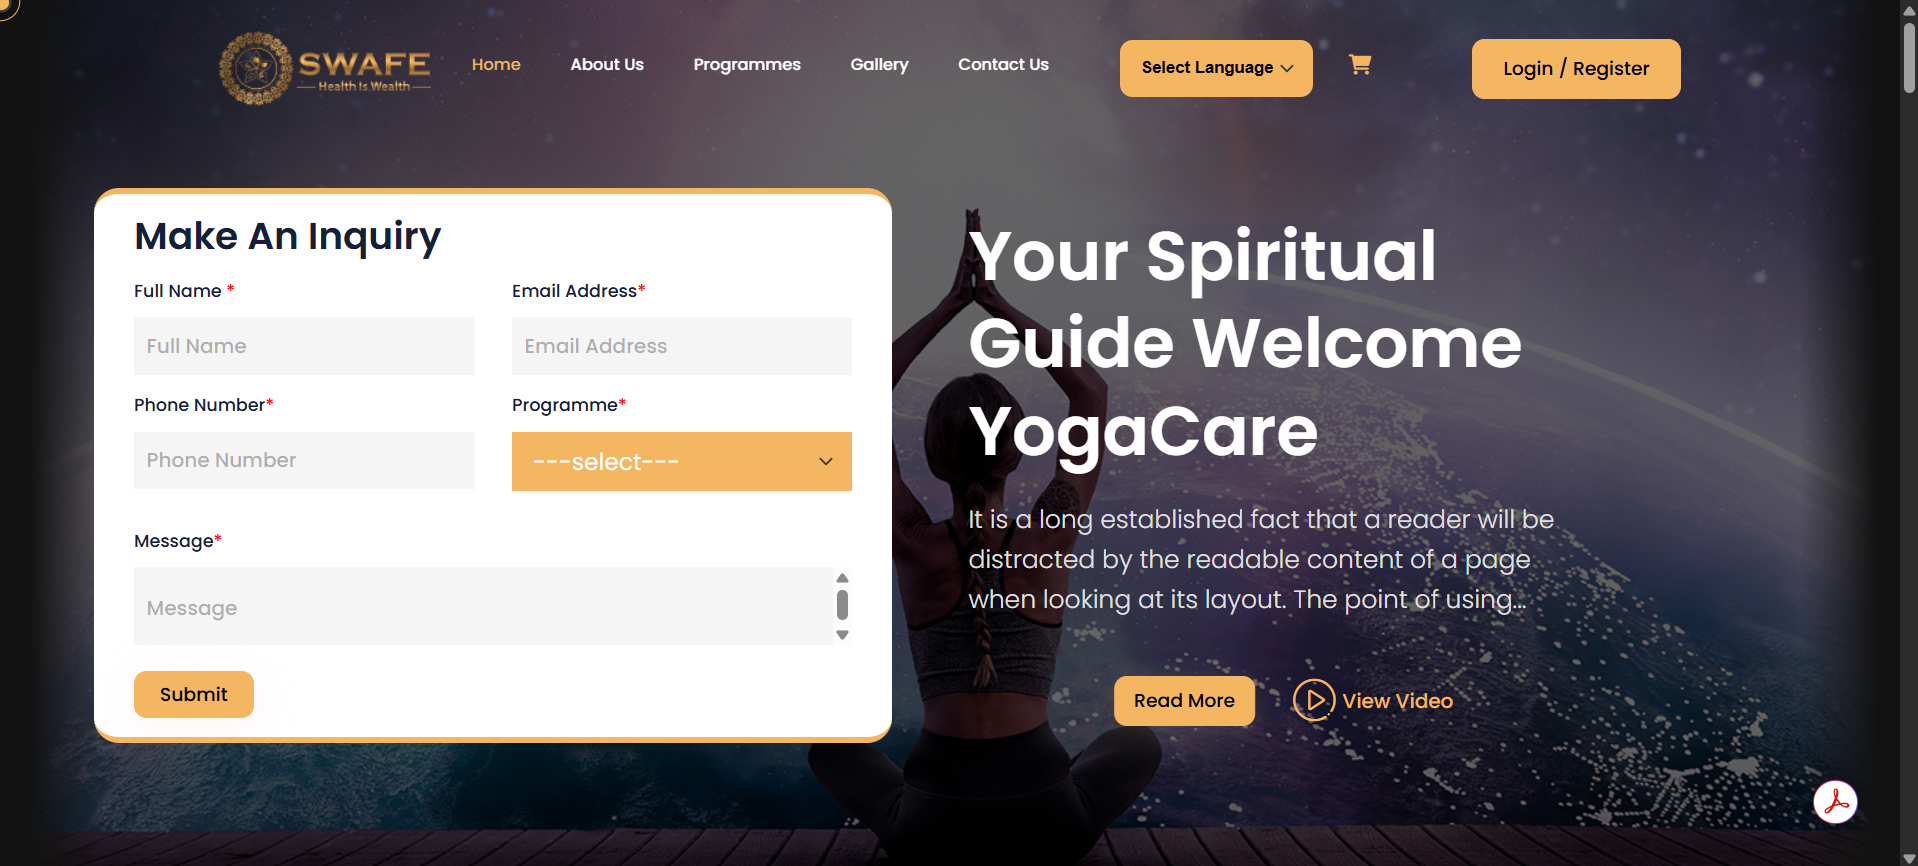 SWAFE
Health Is Wealth
Home
About Us
Programmes
Gallery
Contact Us
Select Language
Login / Register
Make An Inquiry
Full Name *
Email Address*
Full Name
Email Address
Phone Number*
Programme*
Phone Number
---select---
Message*
Message
Submit
Your Spiritual
Guide Welcome
YogaCare
It is a long established fact that a reader will be
distracted by the readable content of a page
when looking at its layout. The point of using...
Read More
View Video